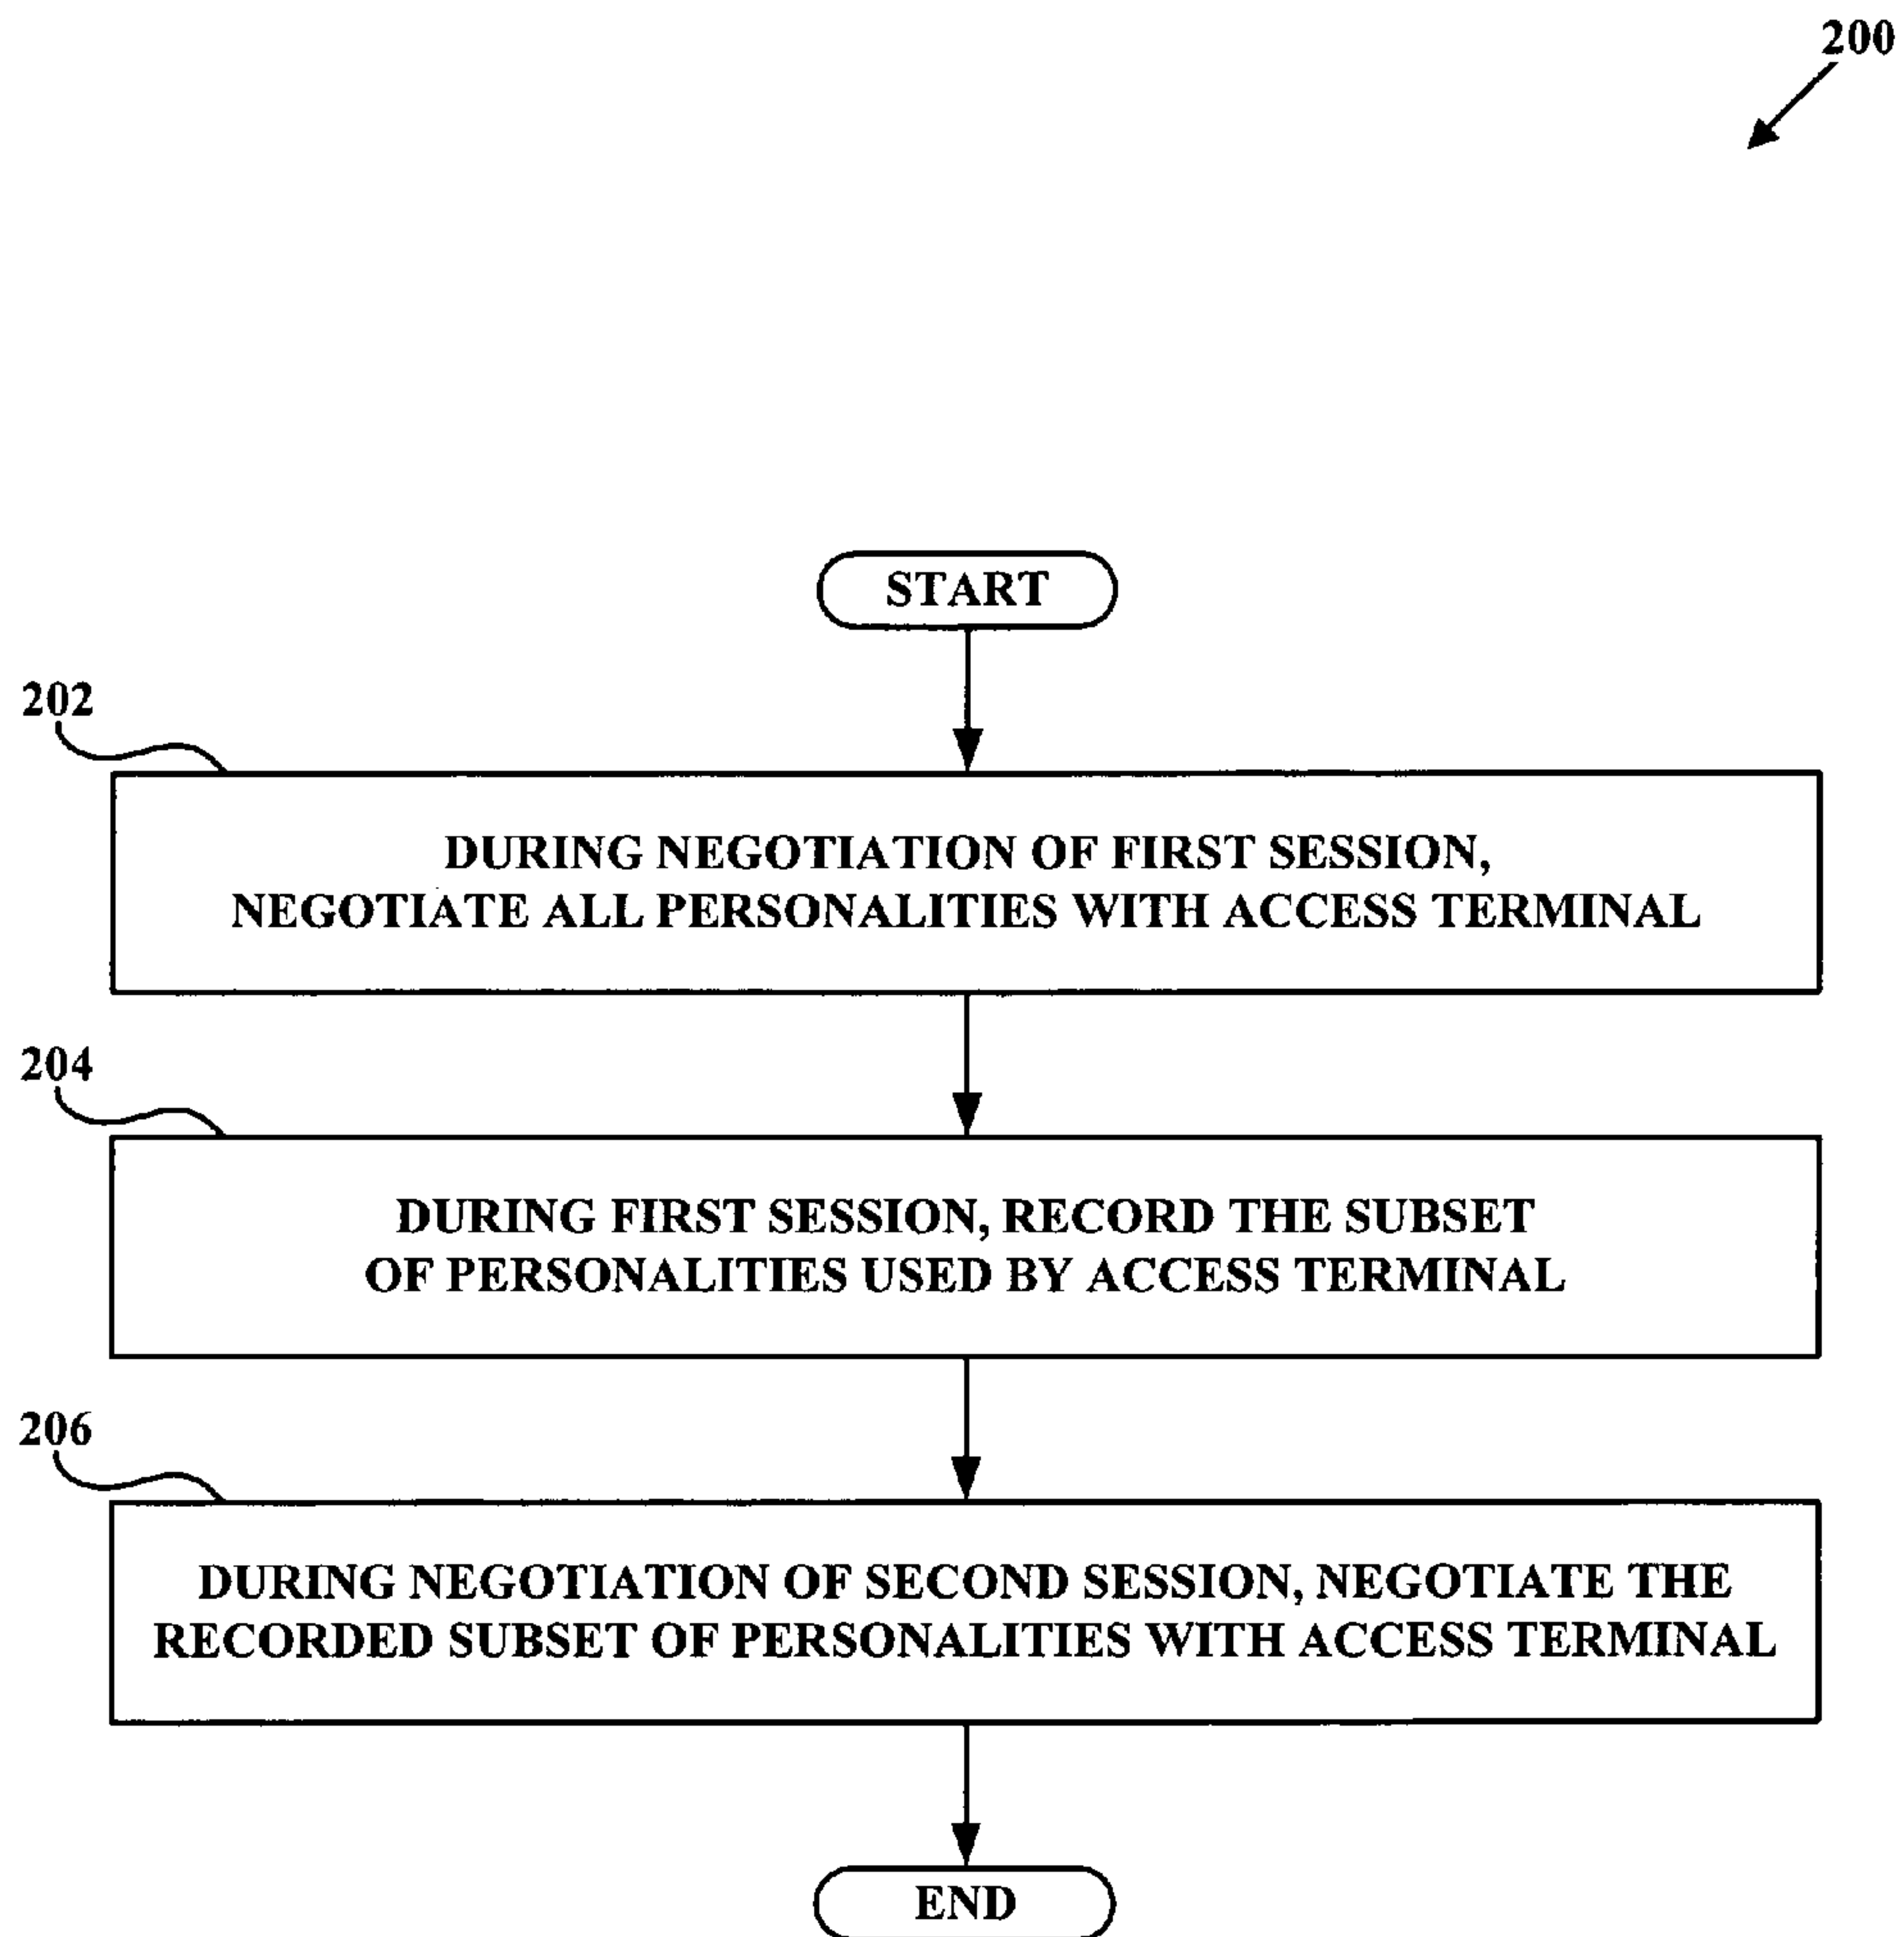 200
START
202
DURING NEGOTIATION OF FIRST SESSION,
NEGOTIATE ALL PERSONALITIES WITH ACCESS TERMINAL
204
DURING FIRST SESSION, RECORD THE SUBSET
OF PERSONALITIES USED BY ACCESS TERMINAL
206
DURING NEGOTIATION OF SECOND SESSION, NEGOTIATE THE
RECORDED SUBSET OF PERSONALITIES WITH ACCESS TERMINAL
END